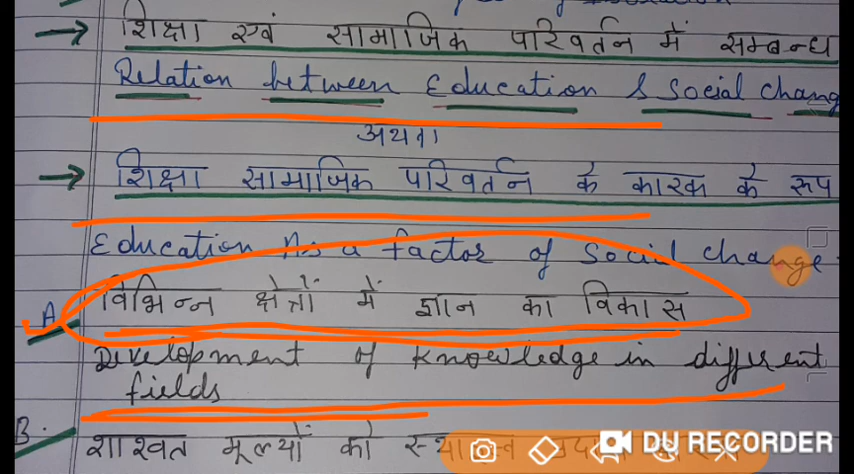 → शिक्षा एवं सामाजिक परिवर्तन में सम्बन्ध
Relation between Education & Social Chang
अथवा
→ शिक्षा सामाजिक परिवर्तन के कारक के रूप
Education As a factor of Social Change
A विभिन्न क्षेत्रों में ज्ञान का विकास
Development of Knowledge in different
fields
B. शाश्वत मूल्यों को
DU RECORDER